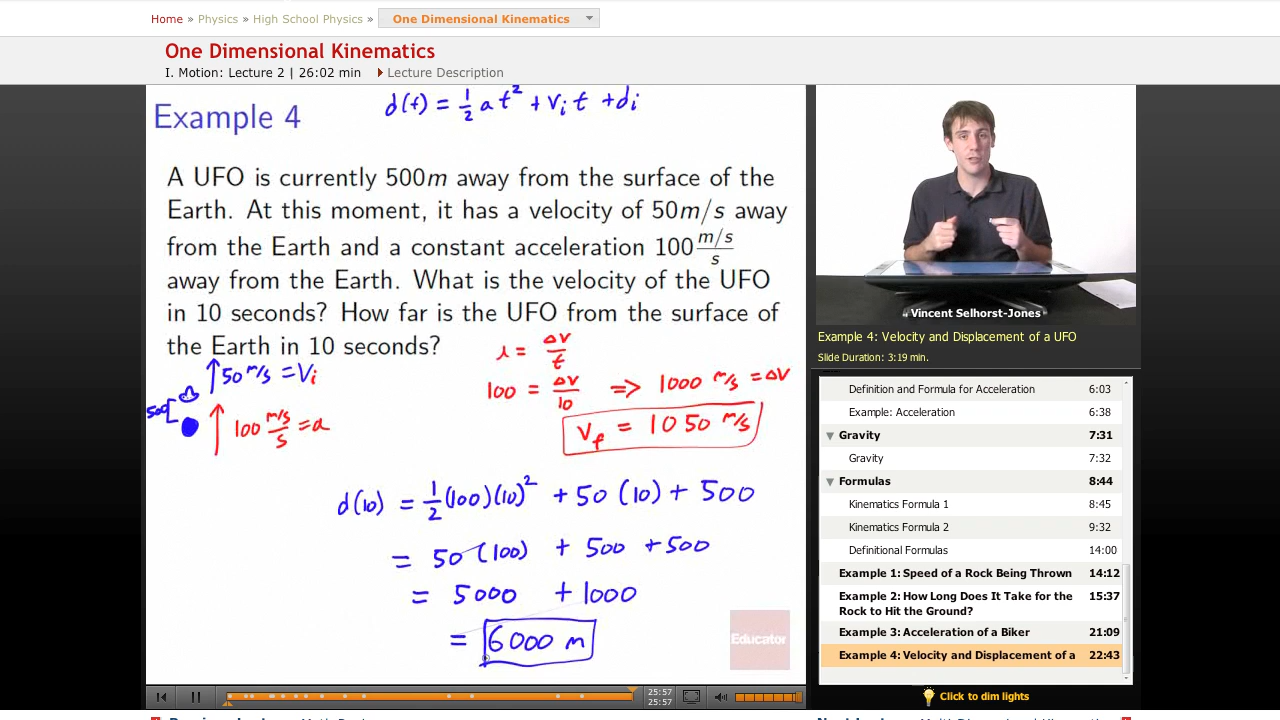 Home » Physics » High School Physics » One Dimensional Kinematics
One Dimensional Kinematics
I. Motion: Lecture 2 | 26:02 min Lecture Description
d(t) = 1/2 a t² + vᵢ t + dᵢ
Example 4
A UFO is currently 500m away from the surface of the
Earth. At this moment, it has a velocity of 50m/s away
from the Earth and a constant acceleration 100 m/s/s
away from the Earth. What is the velocity of the UFO
in 10 seconds? How far is the UFO from the surface of
the Earth in 10 seconds?
50 m/s = Vᵢ
500
100 m/s/s = a
a = ΔV/t
100 = ΔV/10 => 1000 m/s = ΔV
V_f = 1050 m/s
d(10) = 1/2 (100)(10)² + 50 (10) + 500
= 50 (100) + 500 + 500
= 5000 + 1000
= 6000 m
Educator
Vincent Selhorst-Jones
Example 4: Velocity and Displacement of a UFO
Slide Duration: 3:19 min.
Definition and Formula for Acceleration 6:03
Example: Acceleration 6:38
Gravity 7:31
Gravity 7:32
Formulas 8:44
Kinematics Formula 1 8:45
Kinematics Formula 2 9:32
Definitional Formulas 14:00
Example 1: Speed of a Rock Being Thrown 14:12
Example 2: How Long Does It Take for the 15:37
Rock to Hit the Ground?
Example 3: Acceleration of a Biker 21:09
Example 4: Velocity and Displacement of a 22:43
25:57
25:57
Click to dim lights